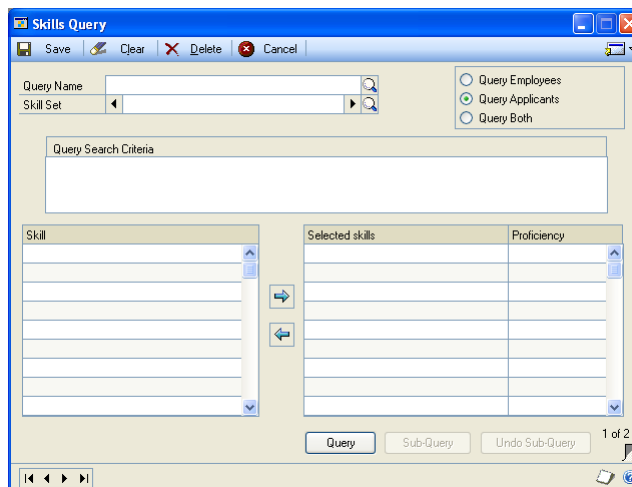 Skills Query
Save Clear Delete Cancel
Query Name
Skill Set
Query Employees
Query Applicants
Query Both
Query Search Criteria
Skill
Selected skills Proficiency
Query Sub-Query Undo Sub-Query
1 of 2